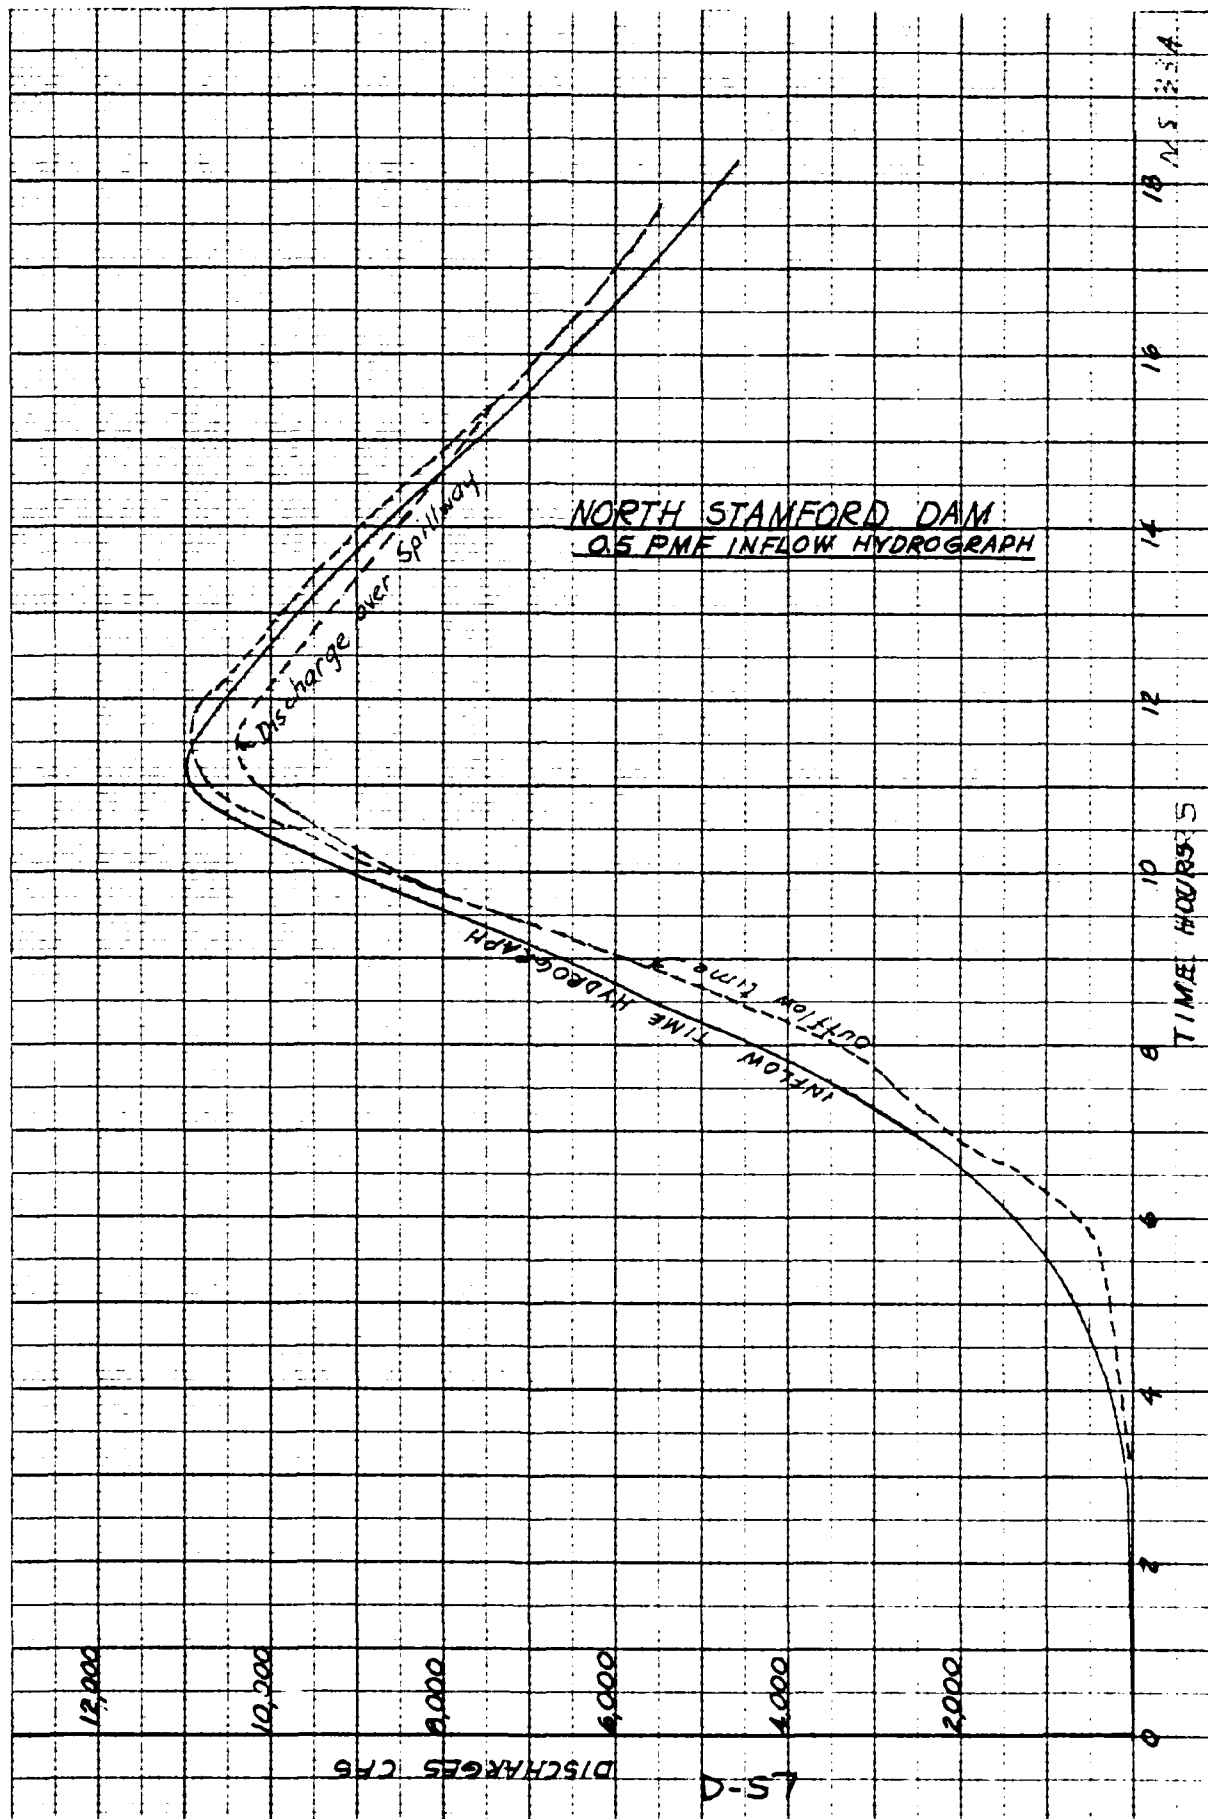 12,000
10,000
8,000
6,000
4,000
2,000
DISCHARGES CFS
D-57
NORTH STAMFORD DAM
0.5 PMF INFLOW HYDROGRAPH
Discharge over Spillway
INFLOW TIME HYDROGRAPH
Outflow time
0
2
4
6
8
10
12
14
16
18
TIME HOURS